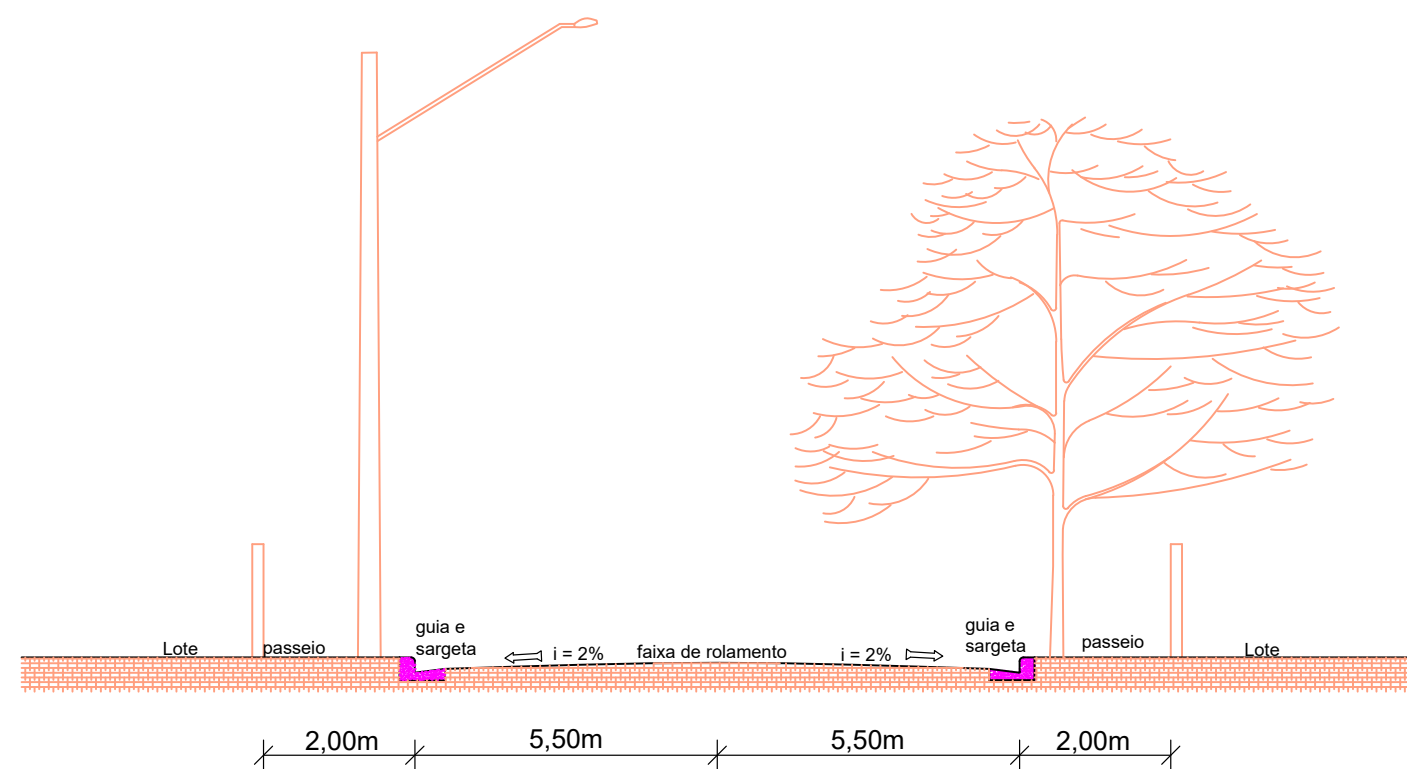 guia e
sargeta
guia e
sargeta
Lote
passeio
i = 2%
faixa de rolamento
i = 2%
passeio
Lote
2,00m
5,50m
5,50m
2,00m